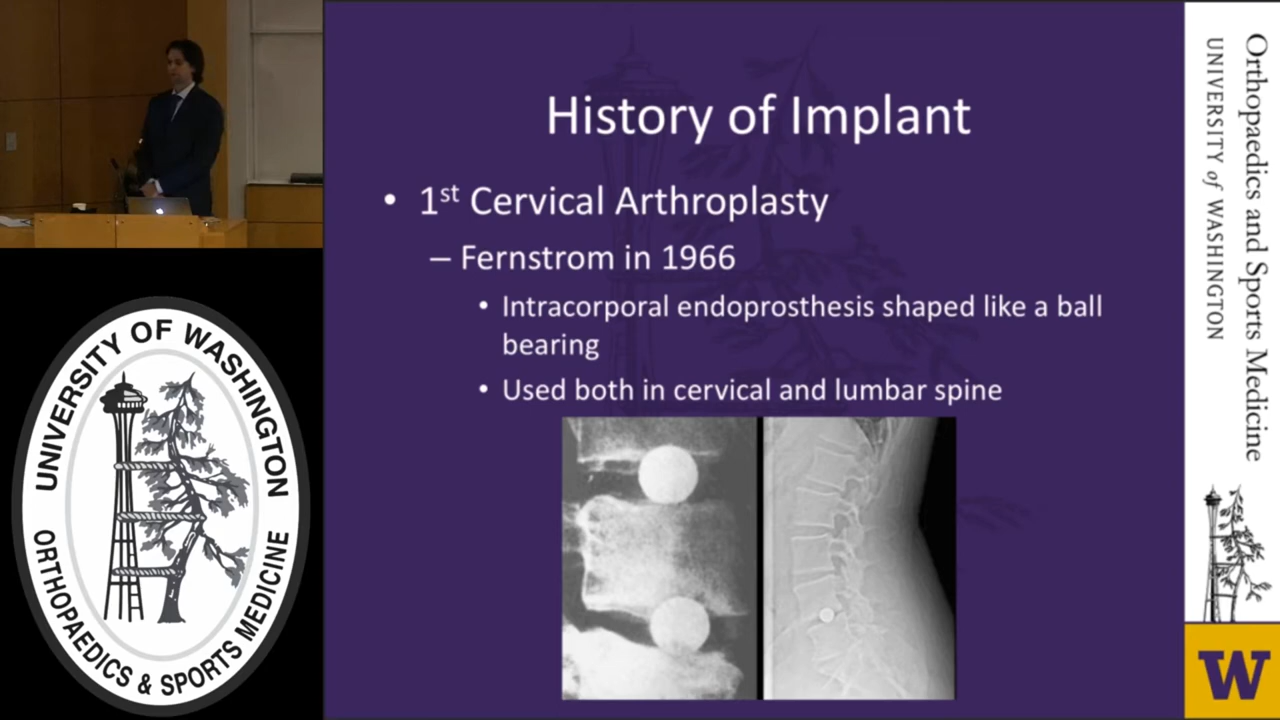 History of Implant
• 1st Cervical Arthroplasty
– Fernstrom in 1966
• Intracorporal endoprosthesis shaped like a ball
bearing
• Used both in cervical and lumbar spine
UNIVERSITY OF WASHINGTON
ORTHOPAEDICS & SPORTS MEDICINE
Orthopaedics and Sports Medicine
UNIVERSITY of WASHINGTON
W